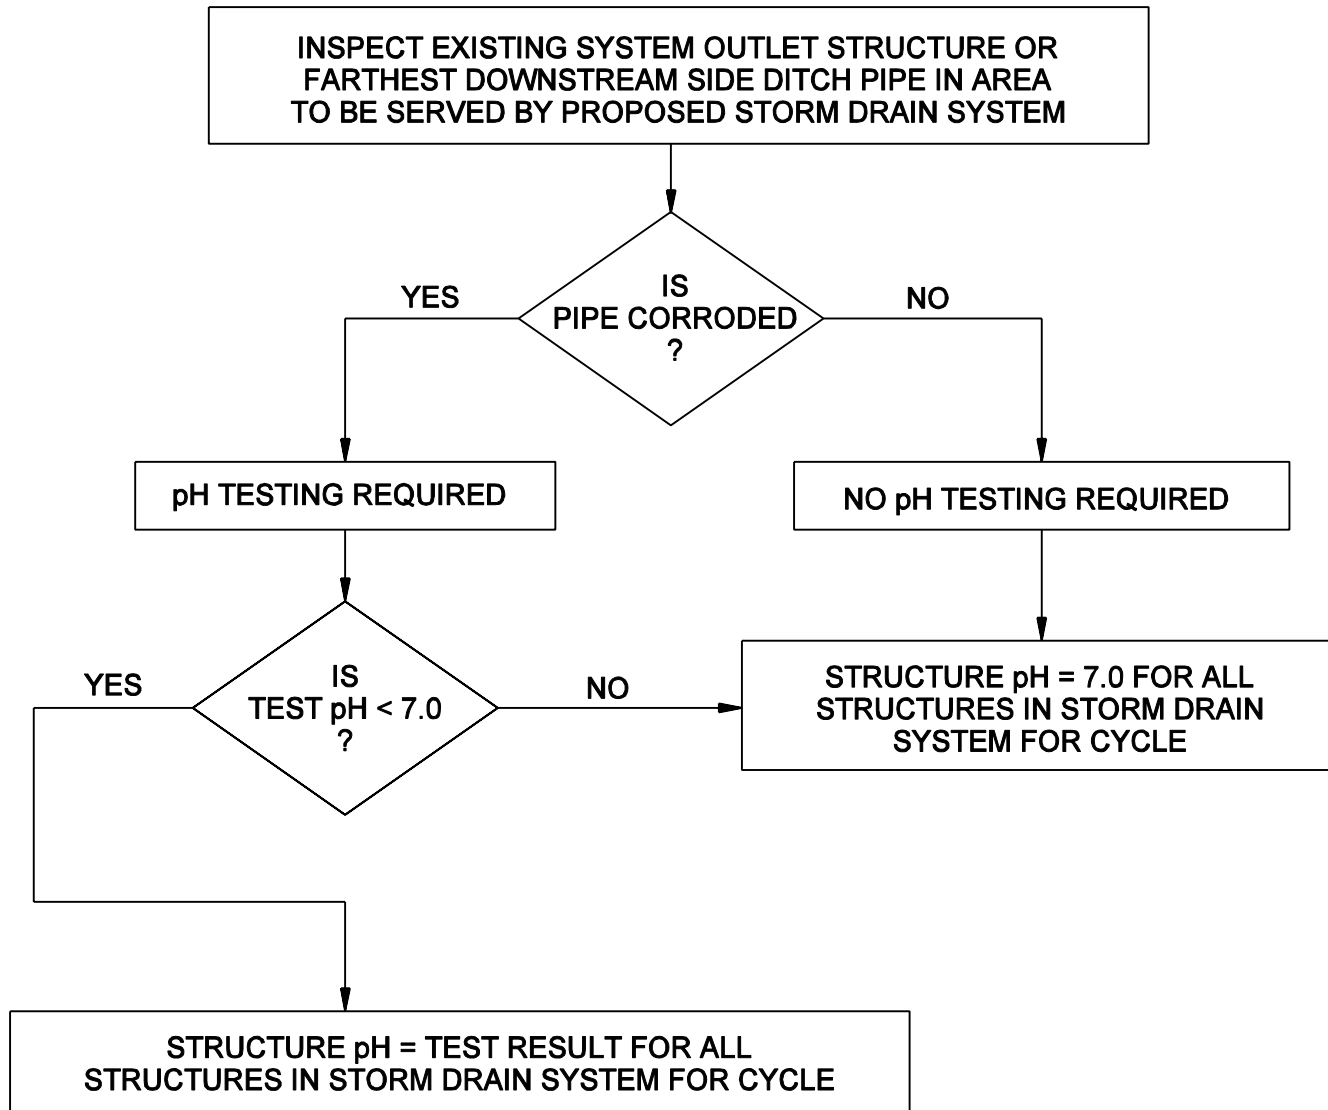 INSPECT EXISTING SYSTEM OUTLET STRUCTURE OR
FARTHEST DOWNSTREAM SIDE DITCH PIPE IN AREA
TO BE SERVED BY PROPOSED STORM DRAIN SYSTEM
IS
PIPE CORRODED
?
YES
NO
pH TESTING REQUIRED
NO pH TESTING REQUIRED
IS
TEST pH < 7.0
?
YES
NO
STRUCTURE pH = 7.0 FOR ALL
STRUCTURES IN STORM DRAIN
SYSTEM FOR CYCLE
STRUCTURE pH = TEST RESULT FOR ALL
STRUCTURES IN STORM DRAIN SYSTEM FOR CYCLE